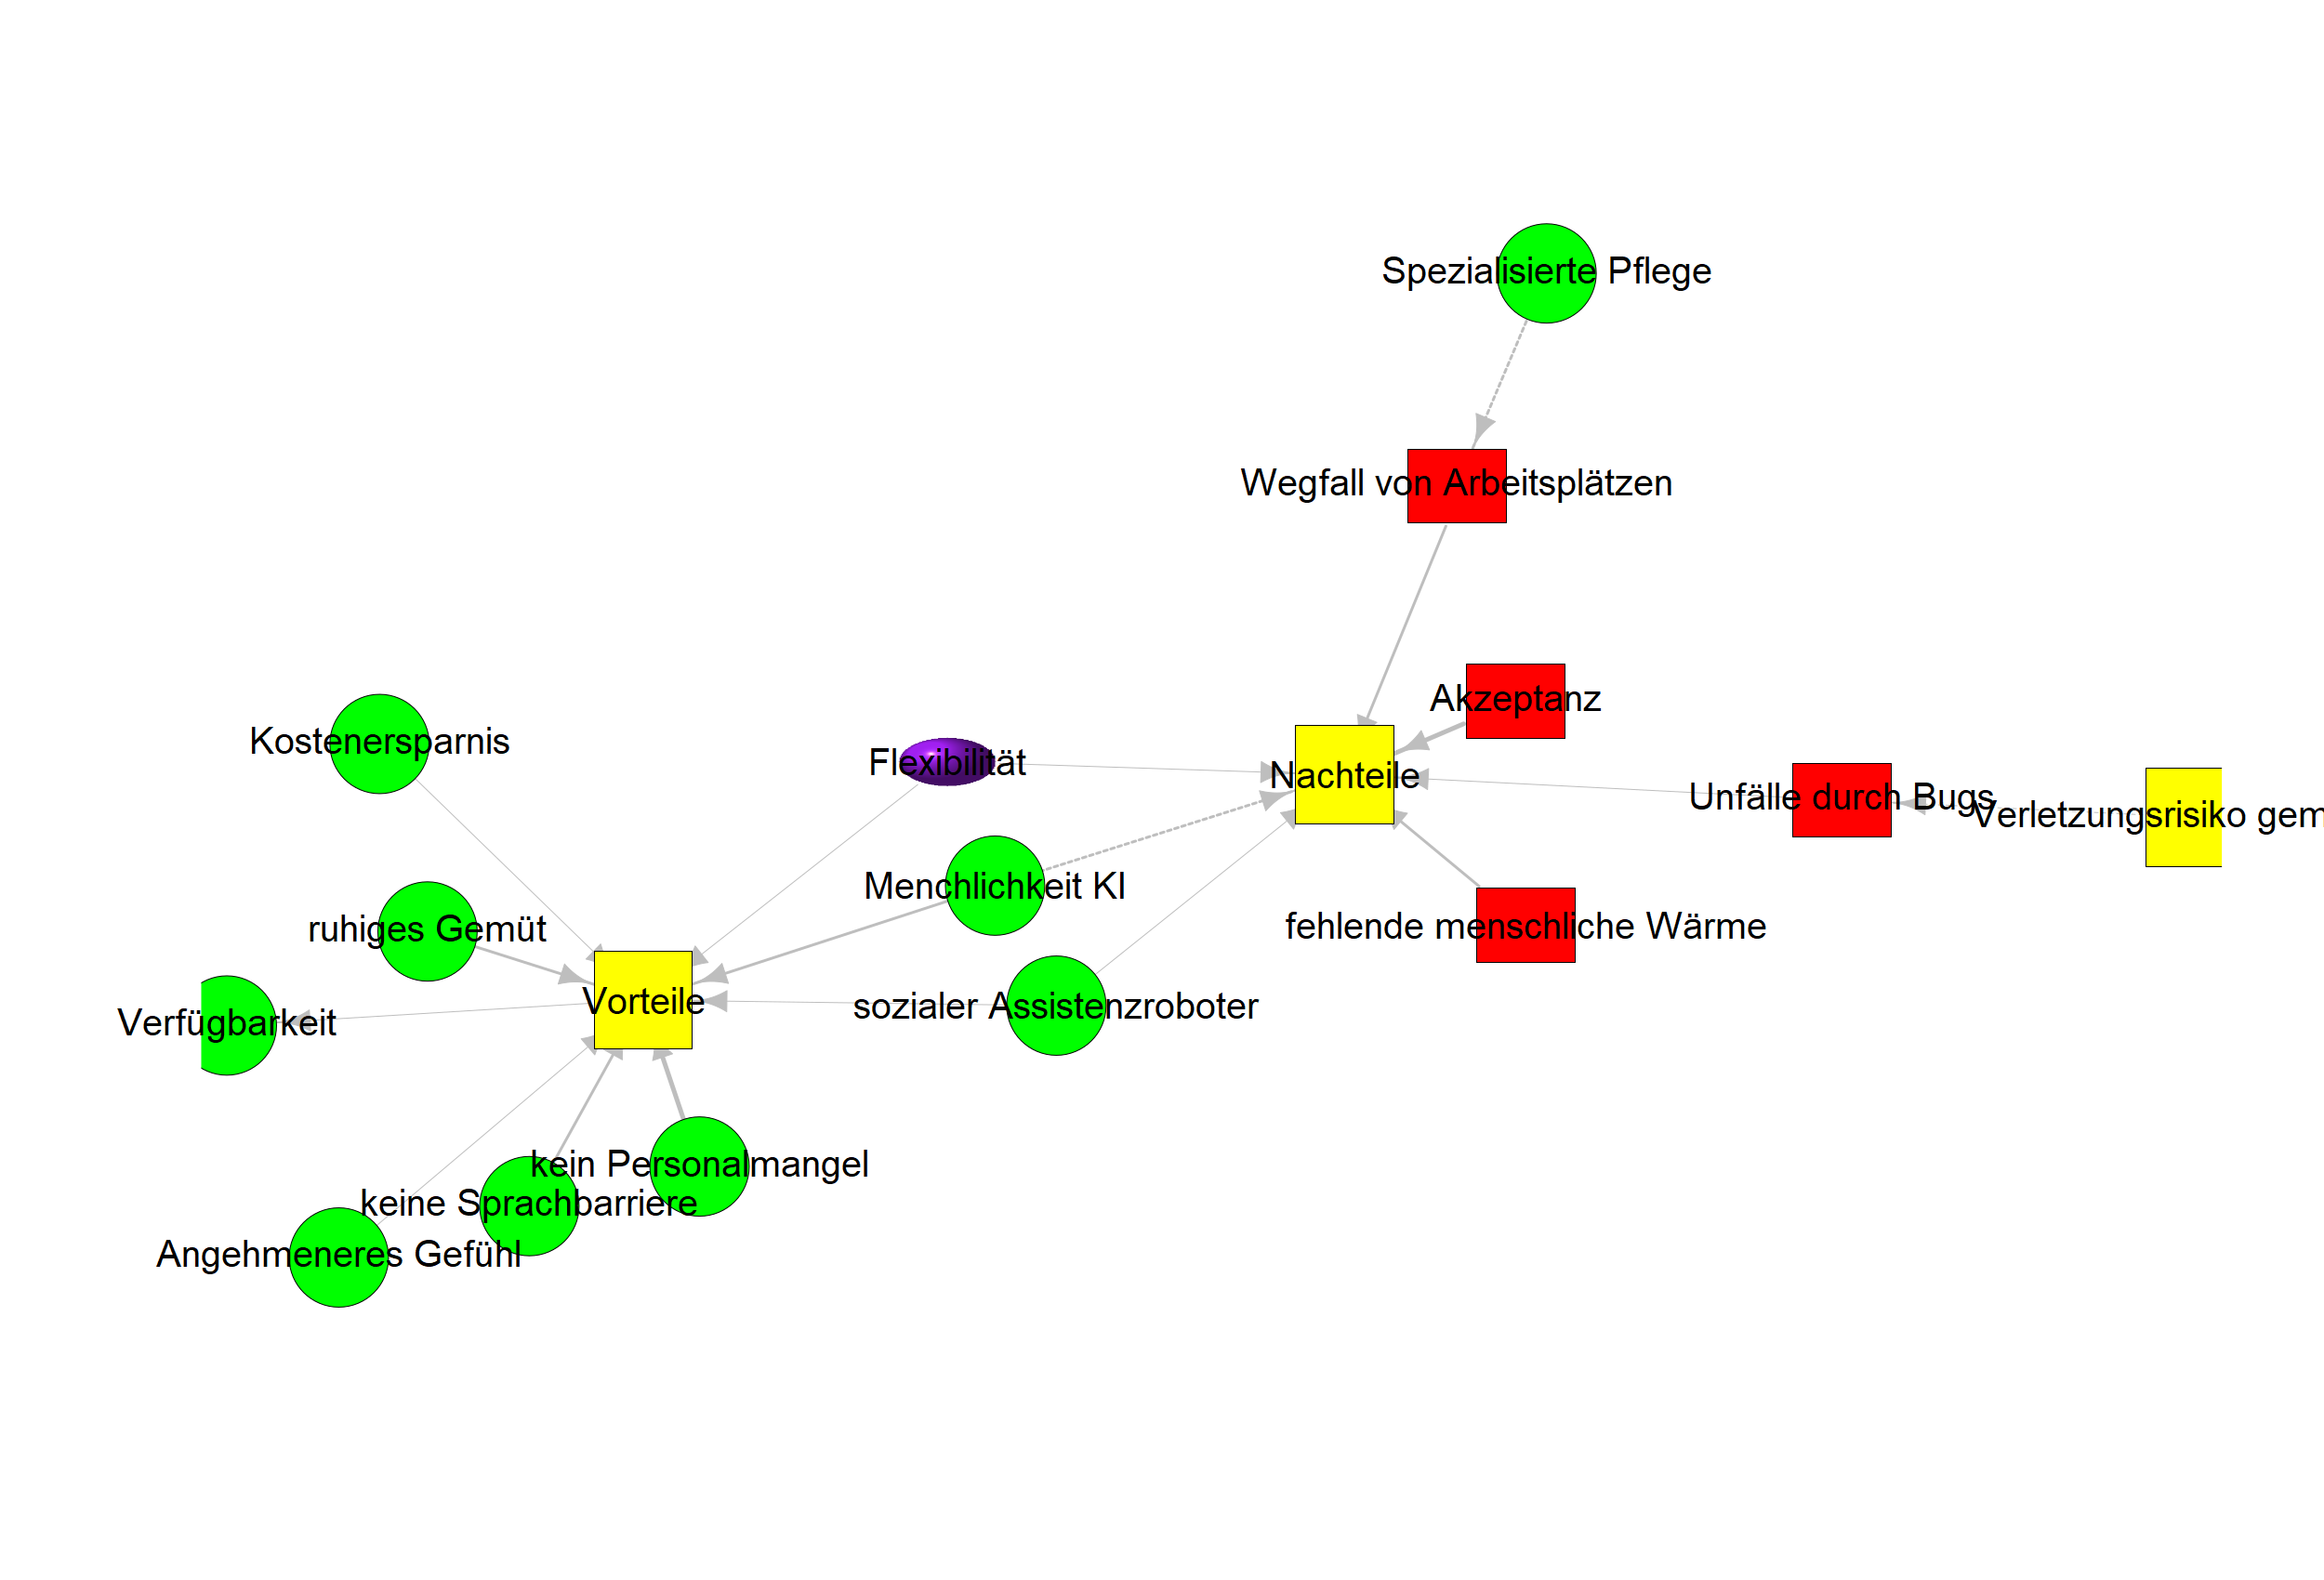 Spezialisierte Pflege
Wegfall von Arbeitsplätzen
Akzeptanz
Kostenersparnis
Flexibilität
Nachteile
Unfälle durch Bugs
Verletzungsrisiko gem
Menchlichkeit KI
ruhiges Gemüt
fehlende menschliche Wärme
Vorteile
sozialer Assistenzroboter
Verfügbarkeit
kein Personalmangel
keine Sprachbarriere
Angehmeneres Gefühl